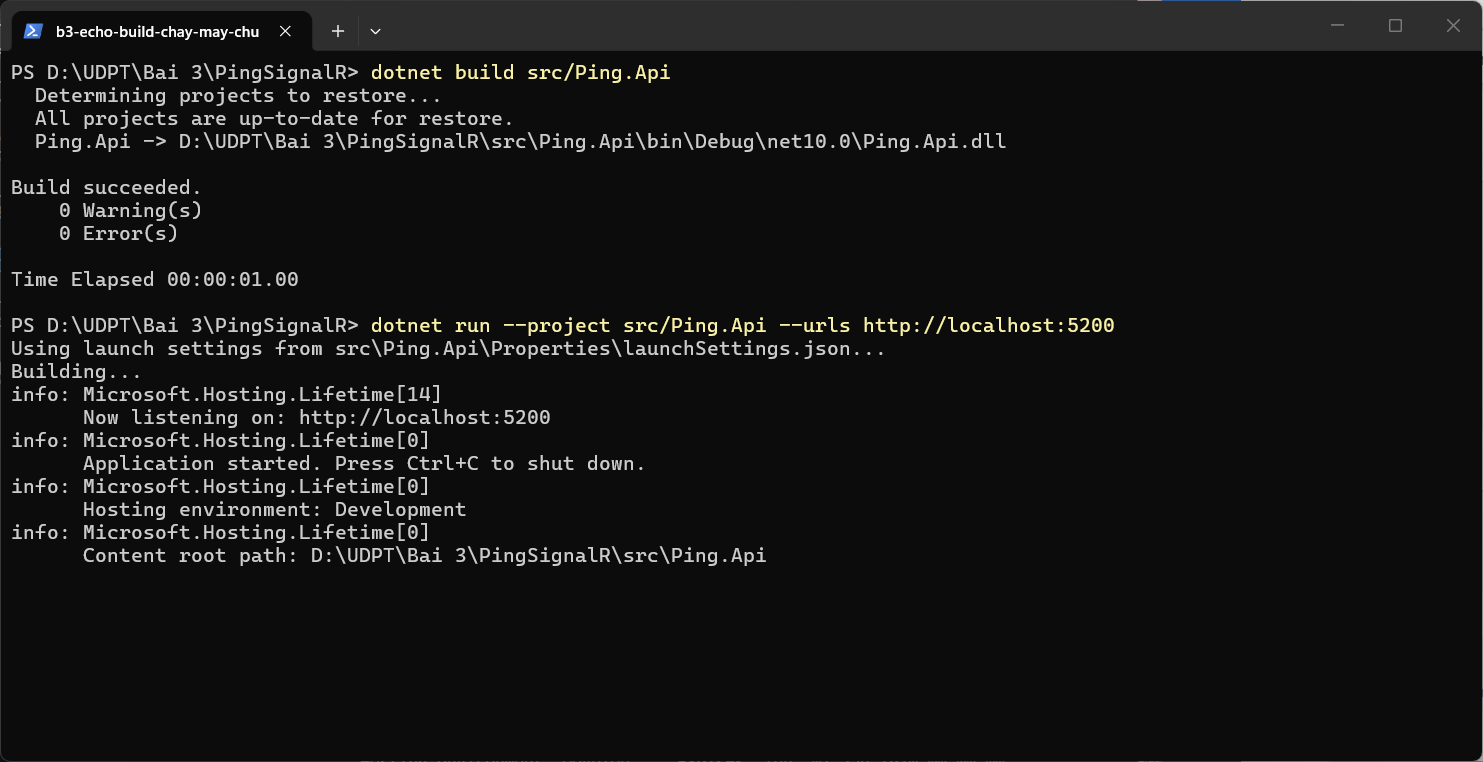 b3-echo-build-chay-may-chu
PS D:\UDPT\Bai 3\PingSignalR> dotnet build src/Ping.Api
  Determining projects to restore...
  All projects are up-to-date for restore.
  Ping.Api -> D:\UDPT\Bai 3\PingSignalR\src\Ping.Api\bin\Debug\net10.0\Ping.Api.dll

Build succeeded.
    0 Warning(s)
    0 Error(s)

Time Elapsed 00:00:01.00

PS D:\UDPT\Bai 3\PingSignalR> dotnet run --project src/Ping.Api --urls http://localhost:5200
Using launch settings from src\Ping.Api\Properties\launchSettings.json...
Building...
info: Microsoft.Hosting.Lifetime[14]
      Now listening on: http://localhost:5200
info: Microsoft.Hosting.Lifetime[0]
      Application started. Press Ctrl+C to shut down.
info: Microsoft.Hosting.Lifetime[0]
      Hosting environment: Development
info: Microsoft.Hosting.Lifetime[0]
      Content root path: D:\UDPT\Bai 3\PingSignalR\src\Ping.Api